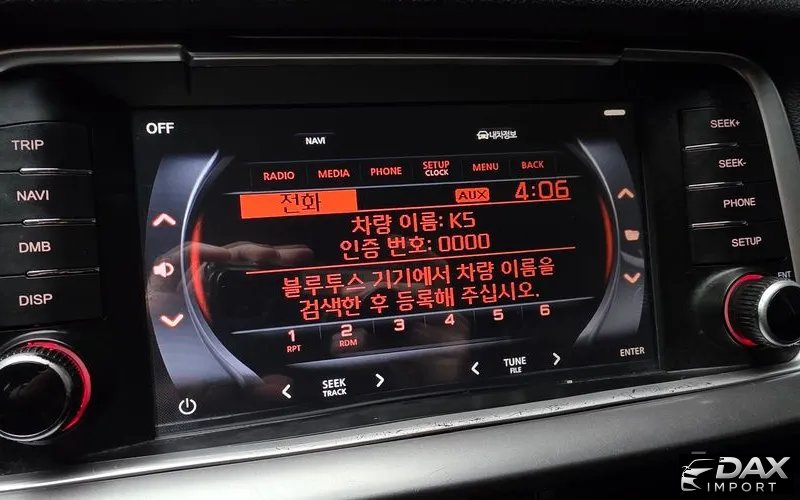 TRIP
NAVI
DMB
DISP
OFF
NAVI
내차정보
RADIO
MEDIA
PHONE
SETUP
CLOCK
MENU
BACK
전화
AUX
4:06
차량 이름: K5
인증 번호: 0000
블루투스 기기에서 차량 이름을
검색한 후 등록해 주십시오.
1
RPT
2
RDM
3
4
5
6
SEEK
TRACK
TUNE
FILE
ENTER
SEEK+
SEEK-
PHONE
SETUP
ENT
DAX
IMPORT